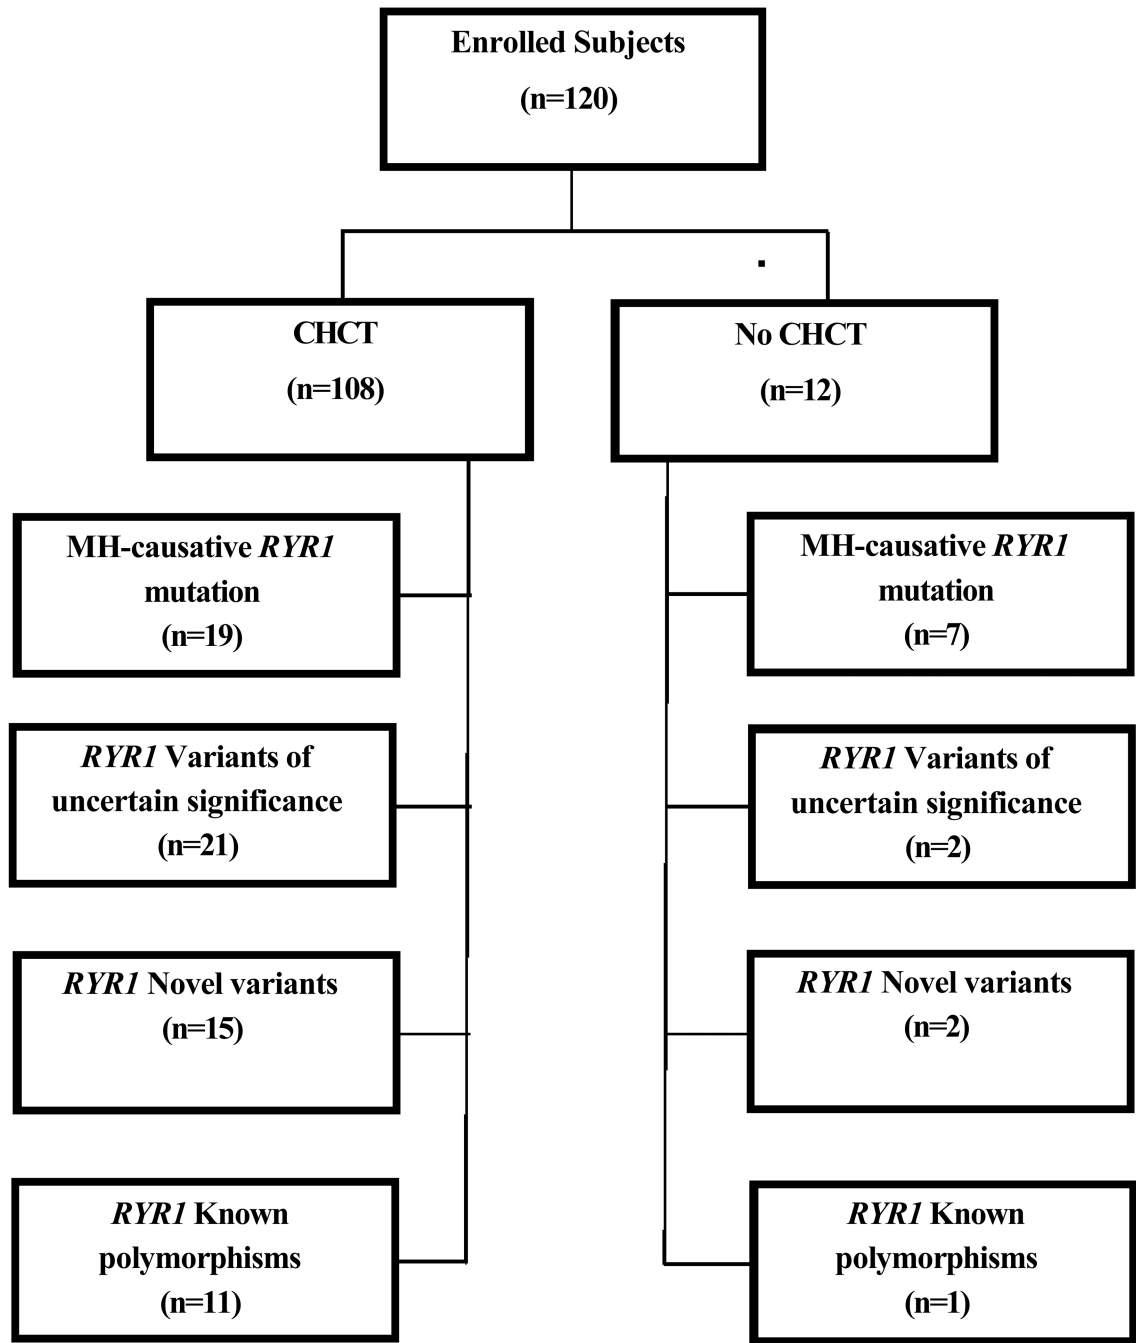 Enrolled Subjects
(n=120)
CHCT
(n=108)
No CHCT
(n=12)
MH-causative RYR1
mutation
(n=19)
MH-causative RYR1
mutation
(n=7)
RYR1 Variants of
uncertain significance
(n=21)
RYR1 Variants of
uncertain significance
(n=2)
RYR1 Novel variants
(n=15)
RYR1 Novel variants
(n=2)
RYR1 Known
polymorphisms
(n=11)
RYR1 Known
polymorphisms
(n=1)